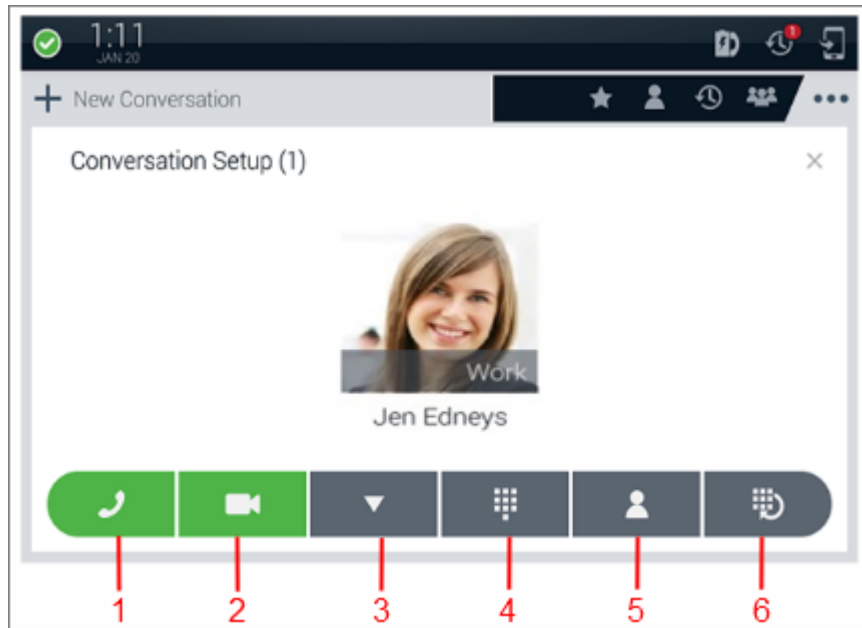 1:11
JAN 20
1
New Conversation
Conversation Setup (1)
Work
Jen Edneys
1 2 3 4 5 6